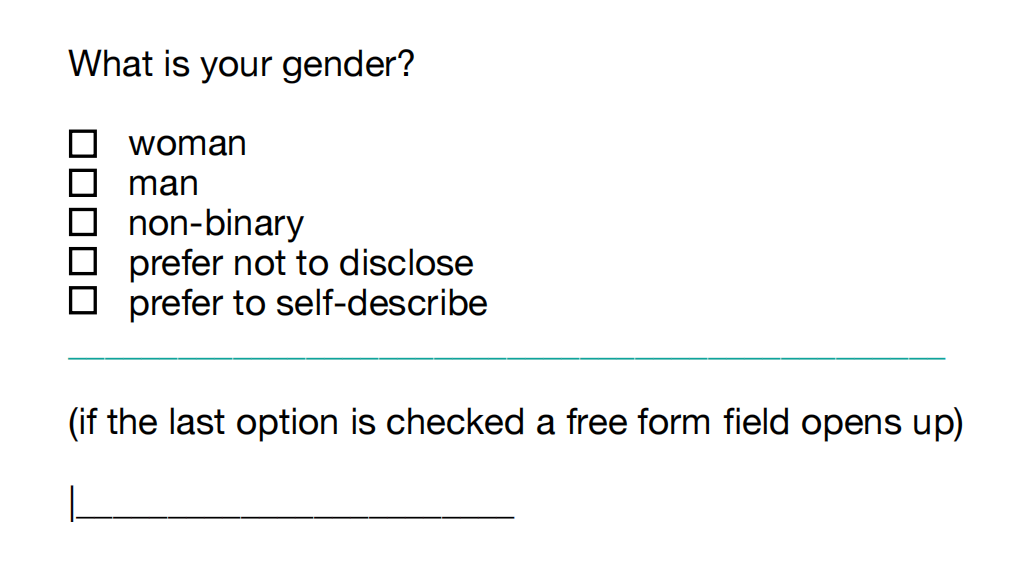 What is your gender?
woman
man
non-binary
prefer not to disclose
prefer to self-describe
(if the last option is checked a free form field opens up)